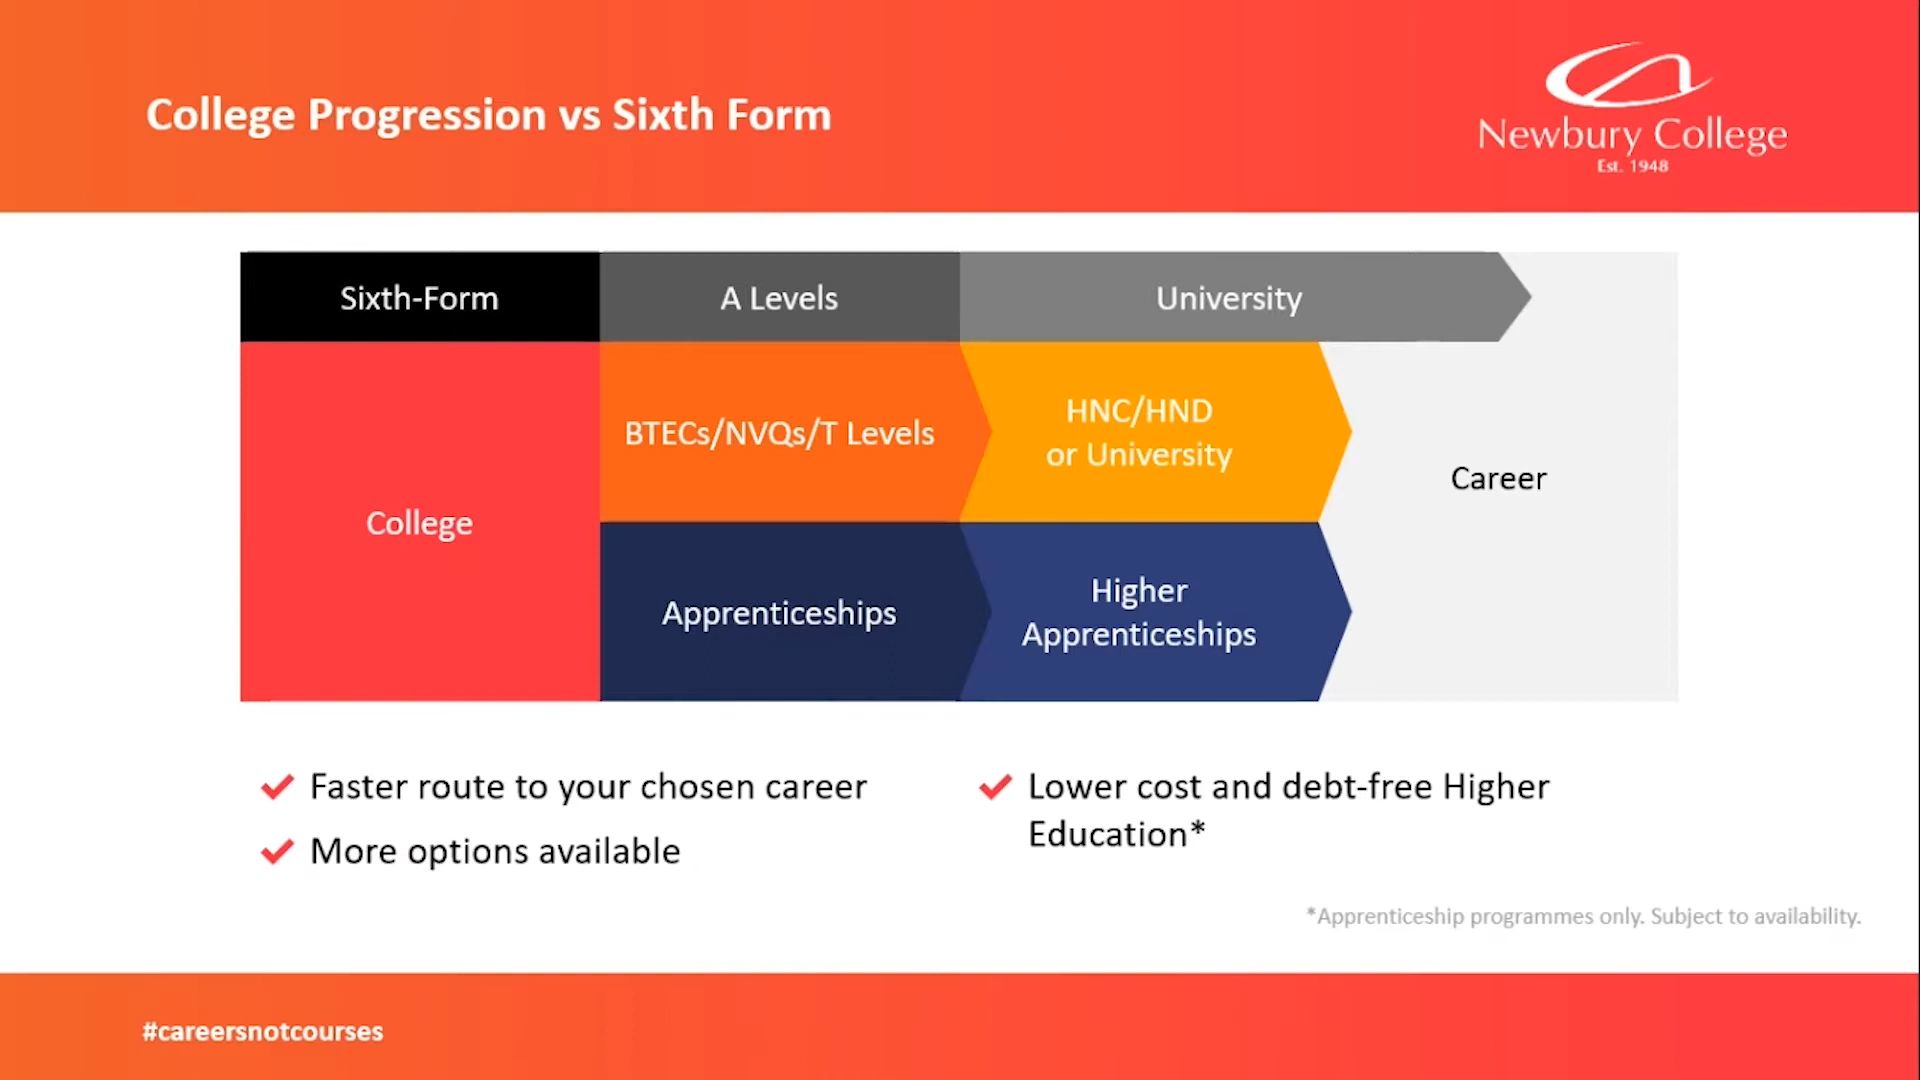 College Progression vs Sixth Form
Newbury College
Est. 1948
Sixth-Form
A Levels
University
College
BTECs/NVQs/T Levels
HNC/HND
or University
Apprenticeships
Higher
Apprenticeships
Career
Faster route to your chosen career
More options available
Lower cost and debt-free Higher
Education*
*Apprenticeship programmes only. Subject to availability.
#careersnotcourses